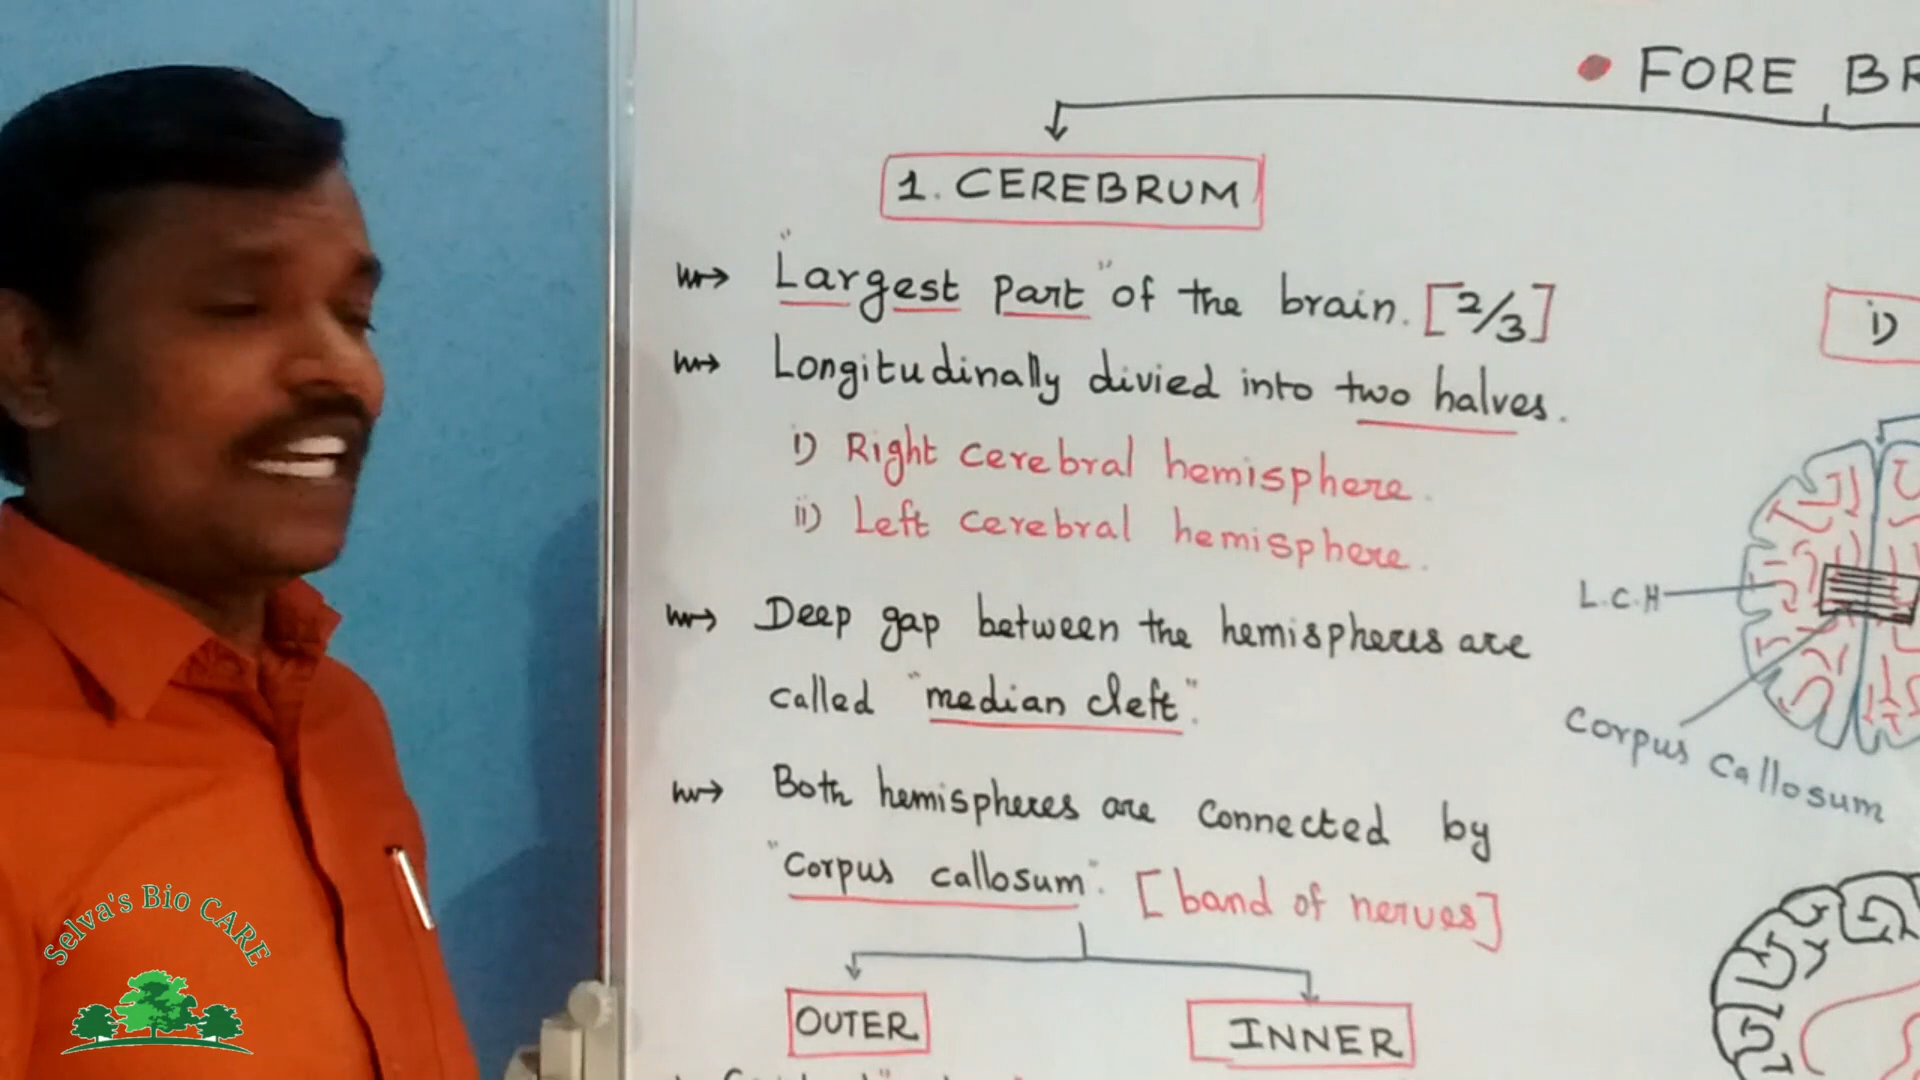 • FORE
1. CEREBRUM
"Largest part" of the brain. [2/3]
Longitudinally divied into two halves.
i) Right cerebral hemisphere.
ii) Left cerebral hemisphere.
Deep gap between the hemispheres are
called "median cleft".
Both hemispheres are connected by
"Corpus callosum". [band of nerves]
OUTER
INNER
i)
L.C.H
Corpus callosum
Selva's Bio CARE